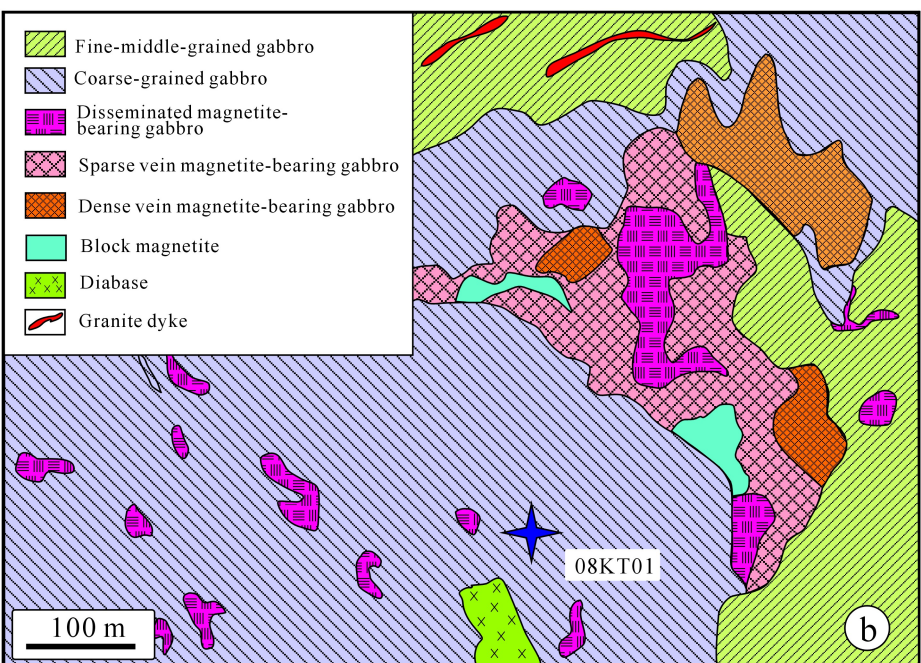 Fine-middle-grained gabbro
Coarse-grained gabbro
Disseminated magnetite-
bearing gabbro
Sparse vein magnetite-bearing gabbro
Dense vein magnetite-bearing gabbro
Block magnetite
Diabase
Granite dyke
08KT01
100 m
b